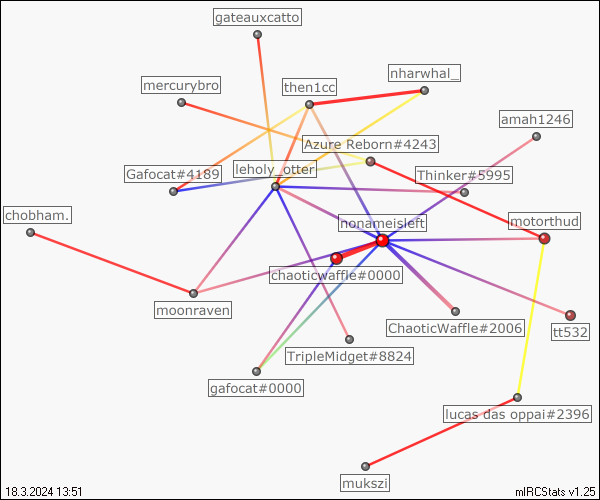 gateauxcatto
nharwhal_
mercurybro
then1cc
amah1246
Azure Reborn#4243
Gafocat#4189
leholy_otter
Thinker#5995
chobham.
nonameisleft
motorthud
chaoticwaffle#0000
moonraven
ChaoticWaffle#2006
tt532
TripleMidget#8824
gafocat#0000
lucas das oppai#2396
mukszi
18.3.2024 13:51
mIRCStats v1.25